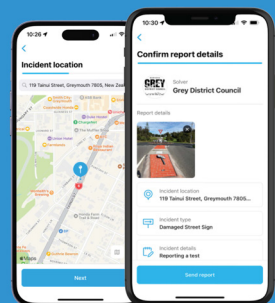 10:26
Incident location
119 Tainui Street, Greymouth 7805, New Zeal
Maps
Next
10:30
Confirm report details
GREY
Solver
Grey District Council
Report details
Incident location
119 Tainui Street, Greymouth 7805...
Incident type
Damaged Street Sign
Incident details
Reporting a test
Send report